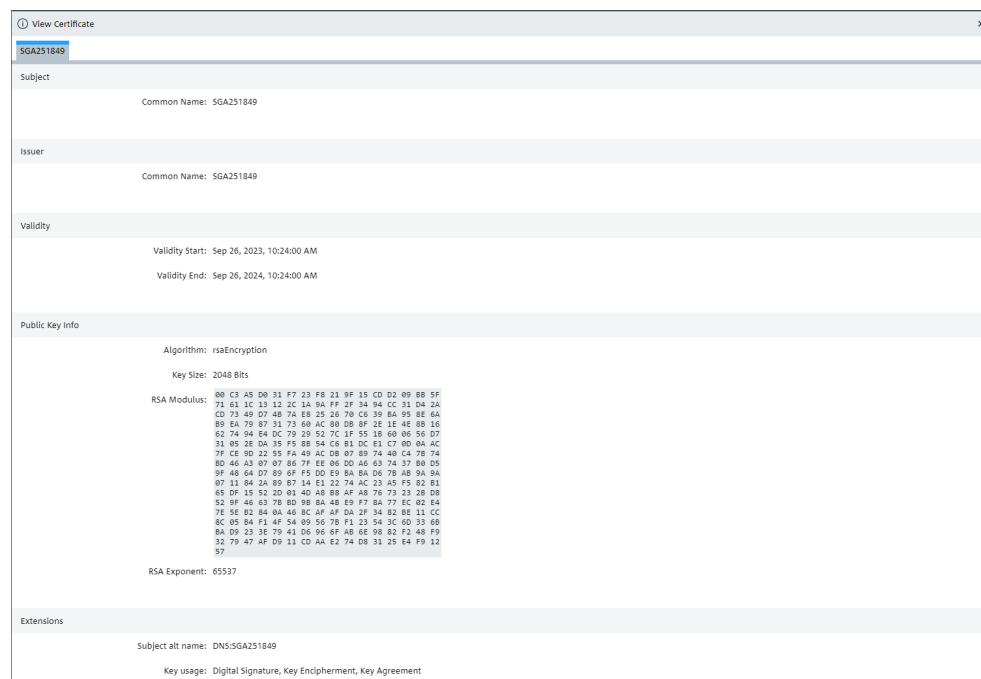 View Certificate
SGA251849
Subject
Common Name: SGA251849
Issuer
Common Name: SGA251849
Validity
Validity Start: Sep 26, 2023, 10:24:00 AM
Validity End: Sep 26, 2024, 10:24:00 AM
Public Key Info
Algorithm: rsaEncryption
Key Size: 2048 Bits
RSA Modulus: 00 C3 A5 D0 31 F7 23 F8 21 9F 15 CD D2 09 BB 5F
71 61 1C 13 12 2C 1A 9A FF 2F 34 94 CC 31 D4 2A
CD 73 49 D7 4B 7A E8 25 26 70 C6 39 BA 95 8E 6A
B9 EA 79 87 31 73 60 AC 80 DB 8F 2E 1E 4E 8B 16
62 74 94 E4 DC 79 29 52 7C 1F 55 1B 60 06 56 D7
31 05 2E DA 35 F5 8B 54 C6 B1 DC E1 C7 0D 0A AC
7F CE 9D 22 55 FA 49 AC DB 07 89 74 40 C4 7B 74
BD 46 A3 07 07 86 7F EE 06 DD A6 63 74 37 B0 D5
9F 48 64 D7 89 6F F5 DD E9 BA BA D6 7B AB 9A 9A
07 11 84 2A 89 B7 14 E1 22 74 AC 23 A5 F5 82 B1
65 DF 15 52 2D 01 4D A8 B8 AF A8 76 73 23 2B D8
52 9F 46 63 7B BD 9B 8A 4B E9 F7 8A 77 EC 02 E4
7E 5E B2 84 0A 46 8C AF AF DA 2F 34 82 BE 11 CC
8C 05 B4 F1 4F 54 09 56 7B F1 23 54 3C 6D 33 6B
BA D9 23 3E 79 41 D6 96 6F AB 6E 98 82 F2 48 F9
32 79 47 AF D9 11 CD AA E2 74 D8 31 25 E4 F9 12
57
RSA Exponent: 65537
Extensions
Subject alt name: DNS:SGA251849
Key usage: Digital Signature, Key Encipherment, Key Agreement